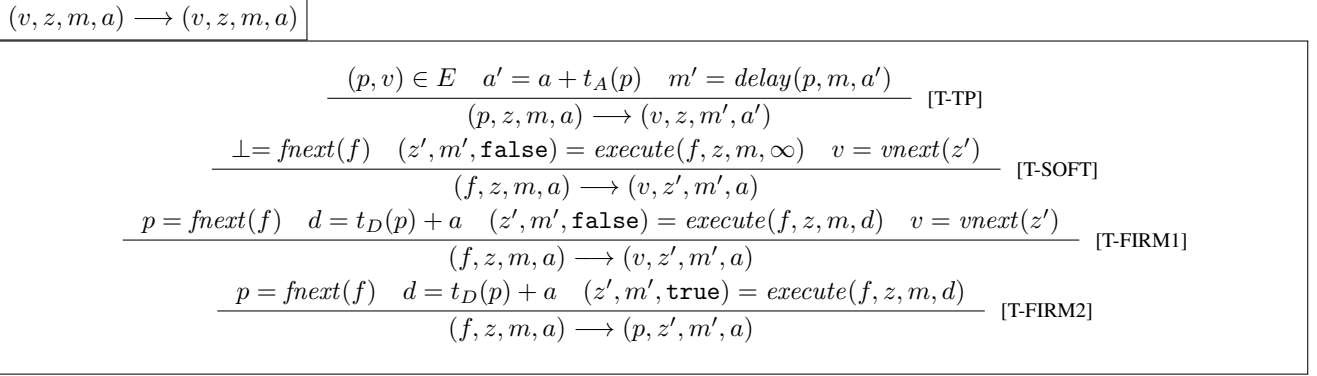 (v, z, m, a) ⟶ (v, z, m, a)
(p, v) ∈ E a′ = a + t_A(p) m′ = delay(p, m, a′)
[T-TP]
(p, z, m, a) ⟶ (v, z, m′, a′)
⊥= fnext(f) (z′, m′, false) = execute(f, z, m, ∞) v = vnext(z′)
[T-SOFT]
(f, z, m, a) ⟶ (v, z′, m′, a)
p = fnext(f) d = t_D(p) + a (z′, m′, false) = execute(f, z, m, d) v = vnext(z′)
[T-FIRM1]
(f, z, m, a) ⟶ (v, z′, m′, a)
p = fnext(f) d = t_D(p) + a (z′, m′, true) = execute(f, z, m, d)
[T-FIRM2]
(f, z, m, a) ⟶ (p, z′, m′, a)